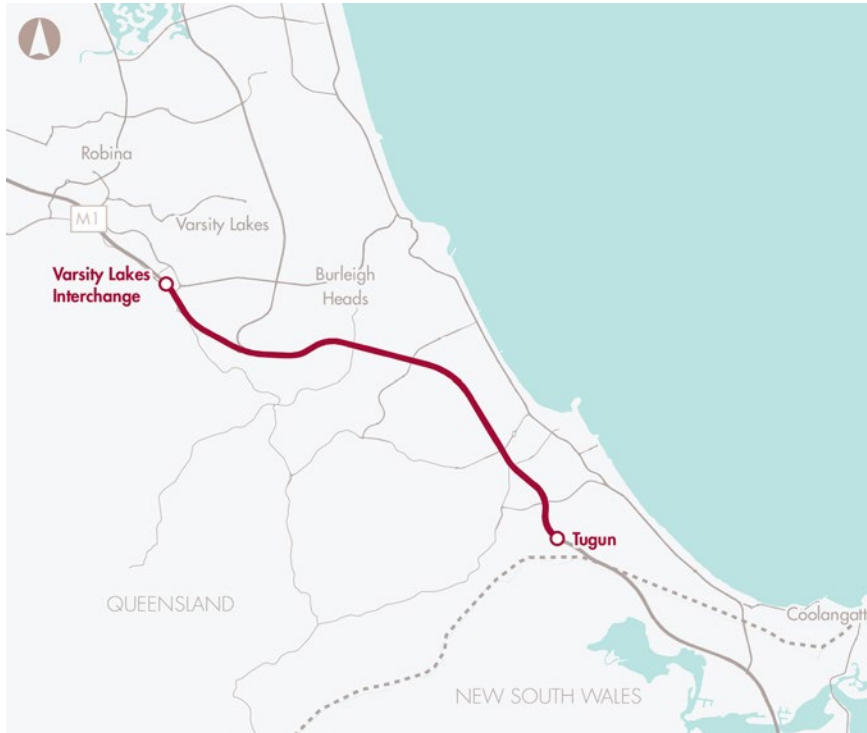 Robina
M1
Varsity Lakes
Varsity Lakes
Interchange
Burleigh
Heads
Tugun
QUEENSLAND
Coolangatt
NEW SOUTH WALES